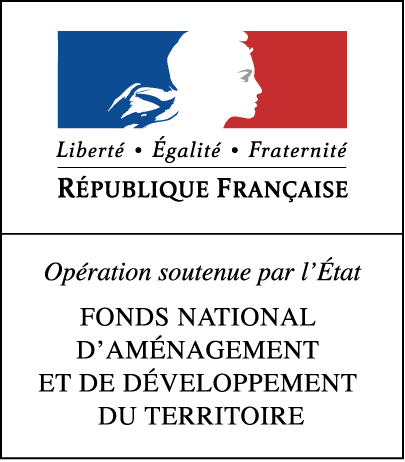 Liberté • Égalité • Fraternité
RÉPUBLIQUE FRANÇAISE
Opération soutenue par l’État
FONDS NATIONAL
D’AMÉNAGEMENT
ET DE DÉVELOPPEMENT
DU TERRITOIRE